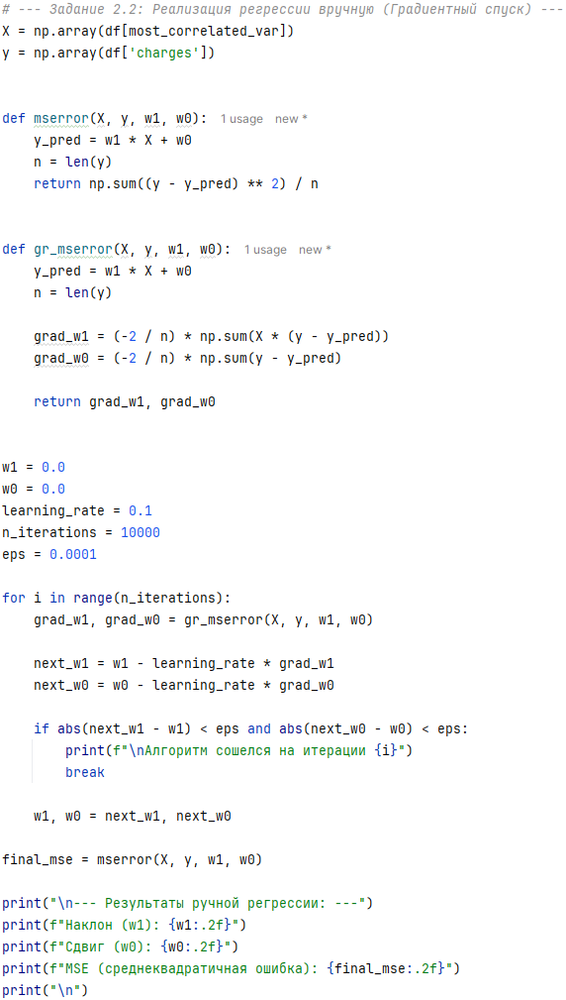 # --- Задание 2.2: Реализация регрессии вручную (Градиентный спуск) ---
X = np.array(df[most_correlated_var])
y = np.array(df['charges'])
def mserror(X, y, w1, w0): 1 usage new *
    y_pred = w1 * X + w0
    n = len(y)
    return np.sum((y - y_pred) ** 2) / n
def gr_mserror(X, y, w1, w0): 1 usage new *
    y_pred = w1 * X + w0
    n = len(y)
    grad_w1 = (-2 / n) * np.sum(X * (y - y_pred))
    grad_w0 = (-2 / n) * np.sum(y - y_pred)
    return grad_w1, grad_w0
w1 = 0.0
w0 = 0.0
learning_rate = 0.1
n_iterations = 10000
eps = 0.0001
for i in range(n_iterations):
    grad_w1, grad_w0 = gr_mserror(X, y, w1, w0)
    next_w1 = w1 - learning_rate * grad_w1
    next_w0 = w0 - learning_rate * grad_w0
    if abs(next_w1 - w1) < eps and abs(next_w0 - w0) < eps:
        print(f"\nАлгоритм сошелся на итерации {i}")
        break
    w1, w0 = next_w1, next_w0
final_mse = mserror(X, y, w1, w0)
print("\n--- Результаты ручной регрессии: ---")
print(f"Наклон (w1): {w1:.2f}")
print(f"Сдвиг (w0): {w0:.2f}")
print(f"MSE (среднеквадратичная ошибка): {final_mse:.2f}")
print("\n")